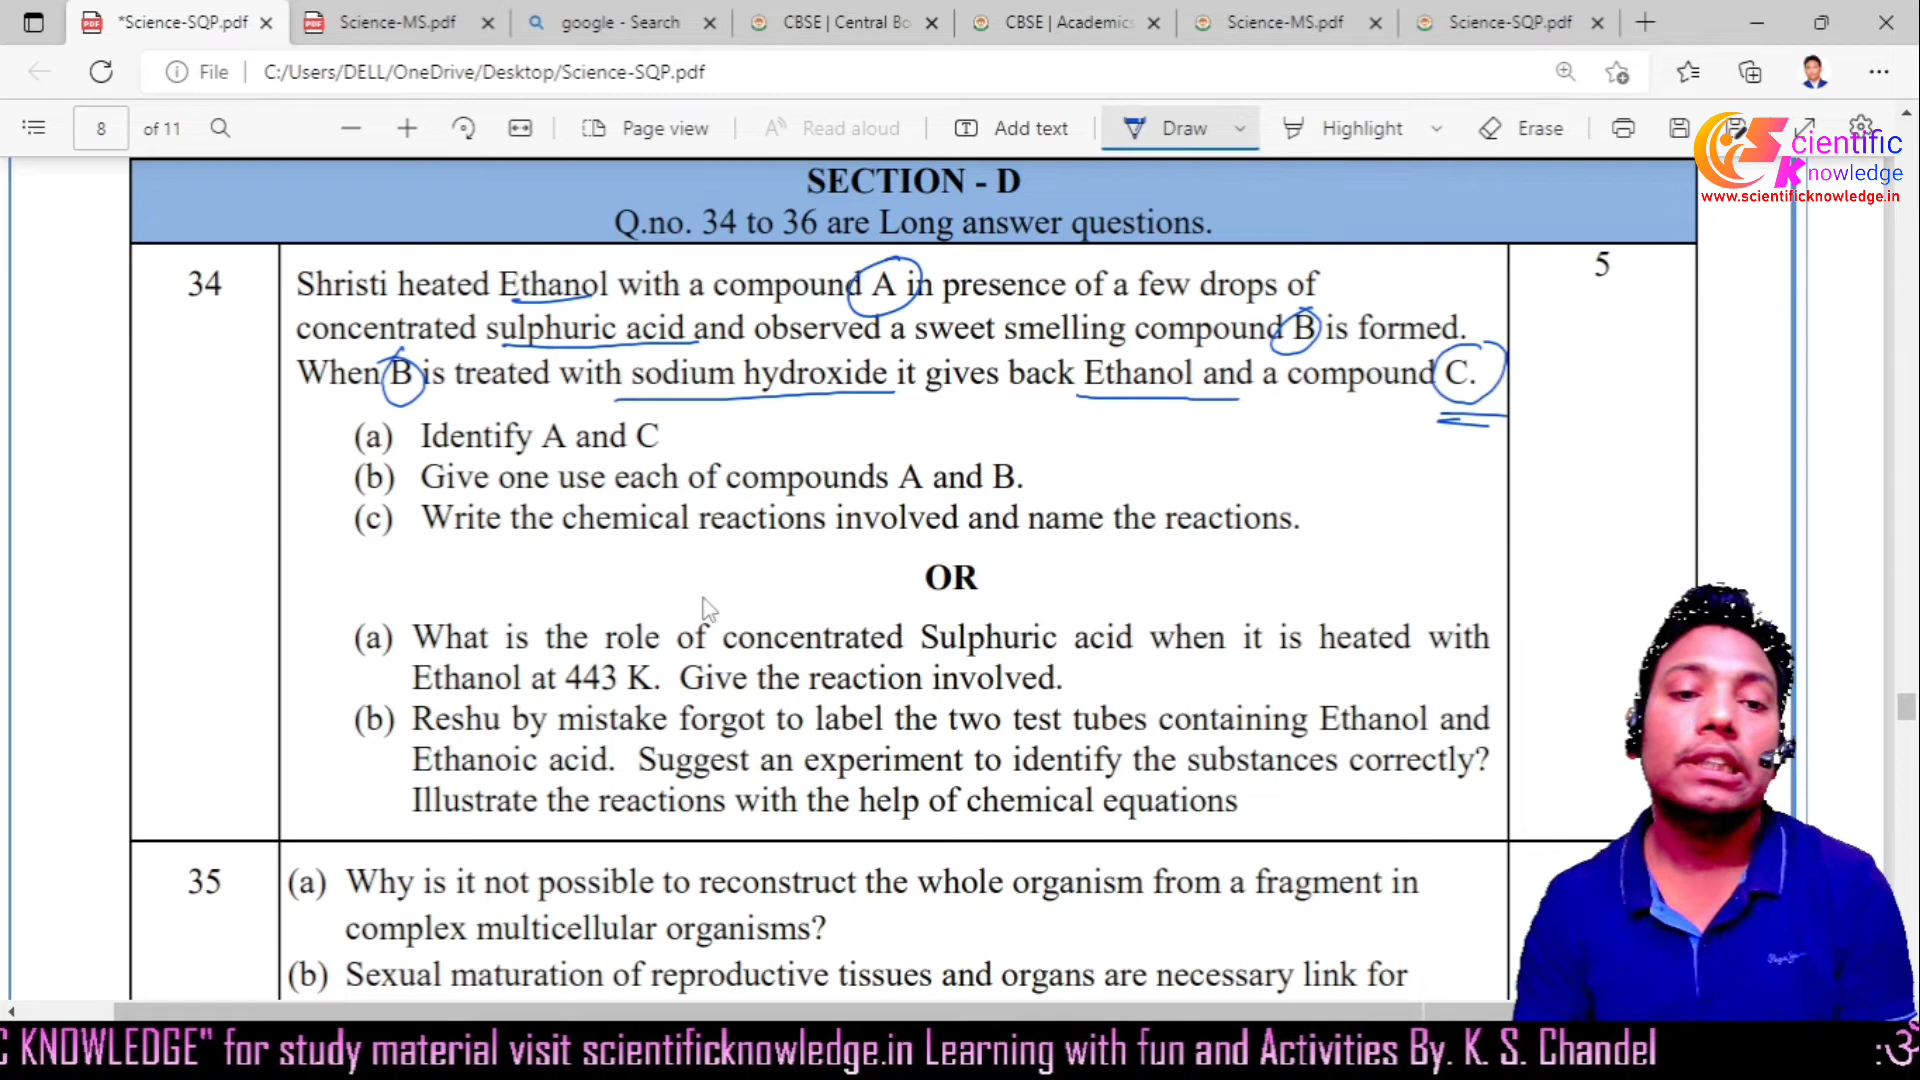 *Science-SQP.pdf
Science-MS.pdf
google - Search
CBSE | Central Bo
CBSE | Academics
Science-MS.pdf
Science-SQP.pdf
File
C:/Users/DELL/OneDrive/Desktop/Science-SQP.pdf
8 of 11
Page view
Read aloud
Add text
Draw
Highlight
Erase
Scientific
Knowledge
www.scientificknowledge.in
SECTION - D
Q.no. 34 to 36 are Long answer questions.
34
5
Shristi heated Ethanol with a compound A in presence of a few drops of
concentrated sulphuric acid and observed a sweet smelling compound B is formed.
When B is treated with sodium hydroxide it gives back Ethanol and a compound C.
(a) Identify A and C
(b) Give one use each of compounds A and B.
(c) Write the chemical reactions involved and name the reactions.
OR
(a) What is the role of concentrated Sulphuric acid when it is heated with
Ethanol at 443 K. Give the reaction involved.
(b) Reshu by mistake forgot to label the two test tubes containing Ethanol and
Ethanoic acid. Suggest an experiment to identify the substances correctly?
Illustrate the reactions with the help of chemical equations
35
(a) Why is it not possible to reconstruct the whole organism from a fragment in
complex multicellular organisms?
(b) Sexual maturation of reproductive tissues and organs are necessary link for
C KNOWLEDGE" for study material visit scientificknowledge.in Learning with fun and Activities By. K. S. Chandel